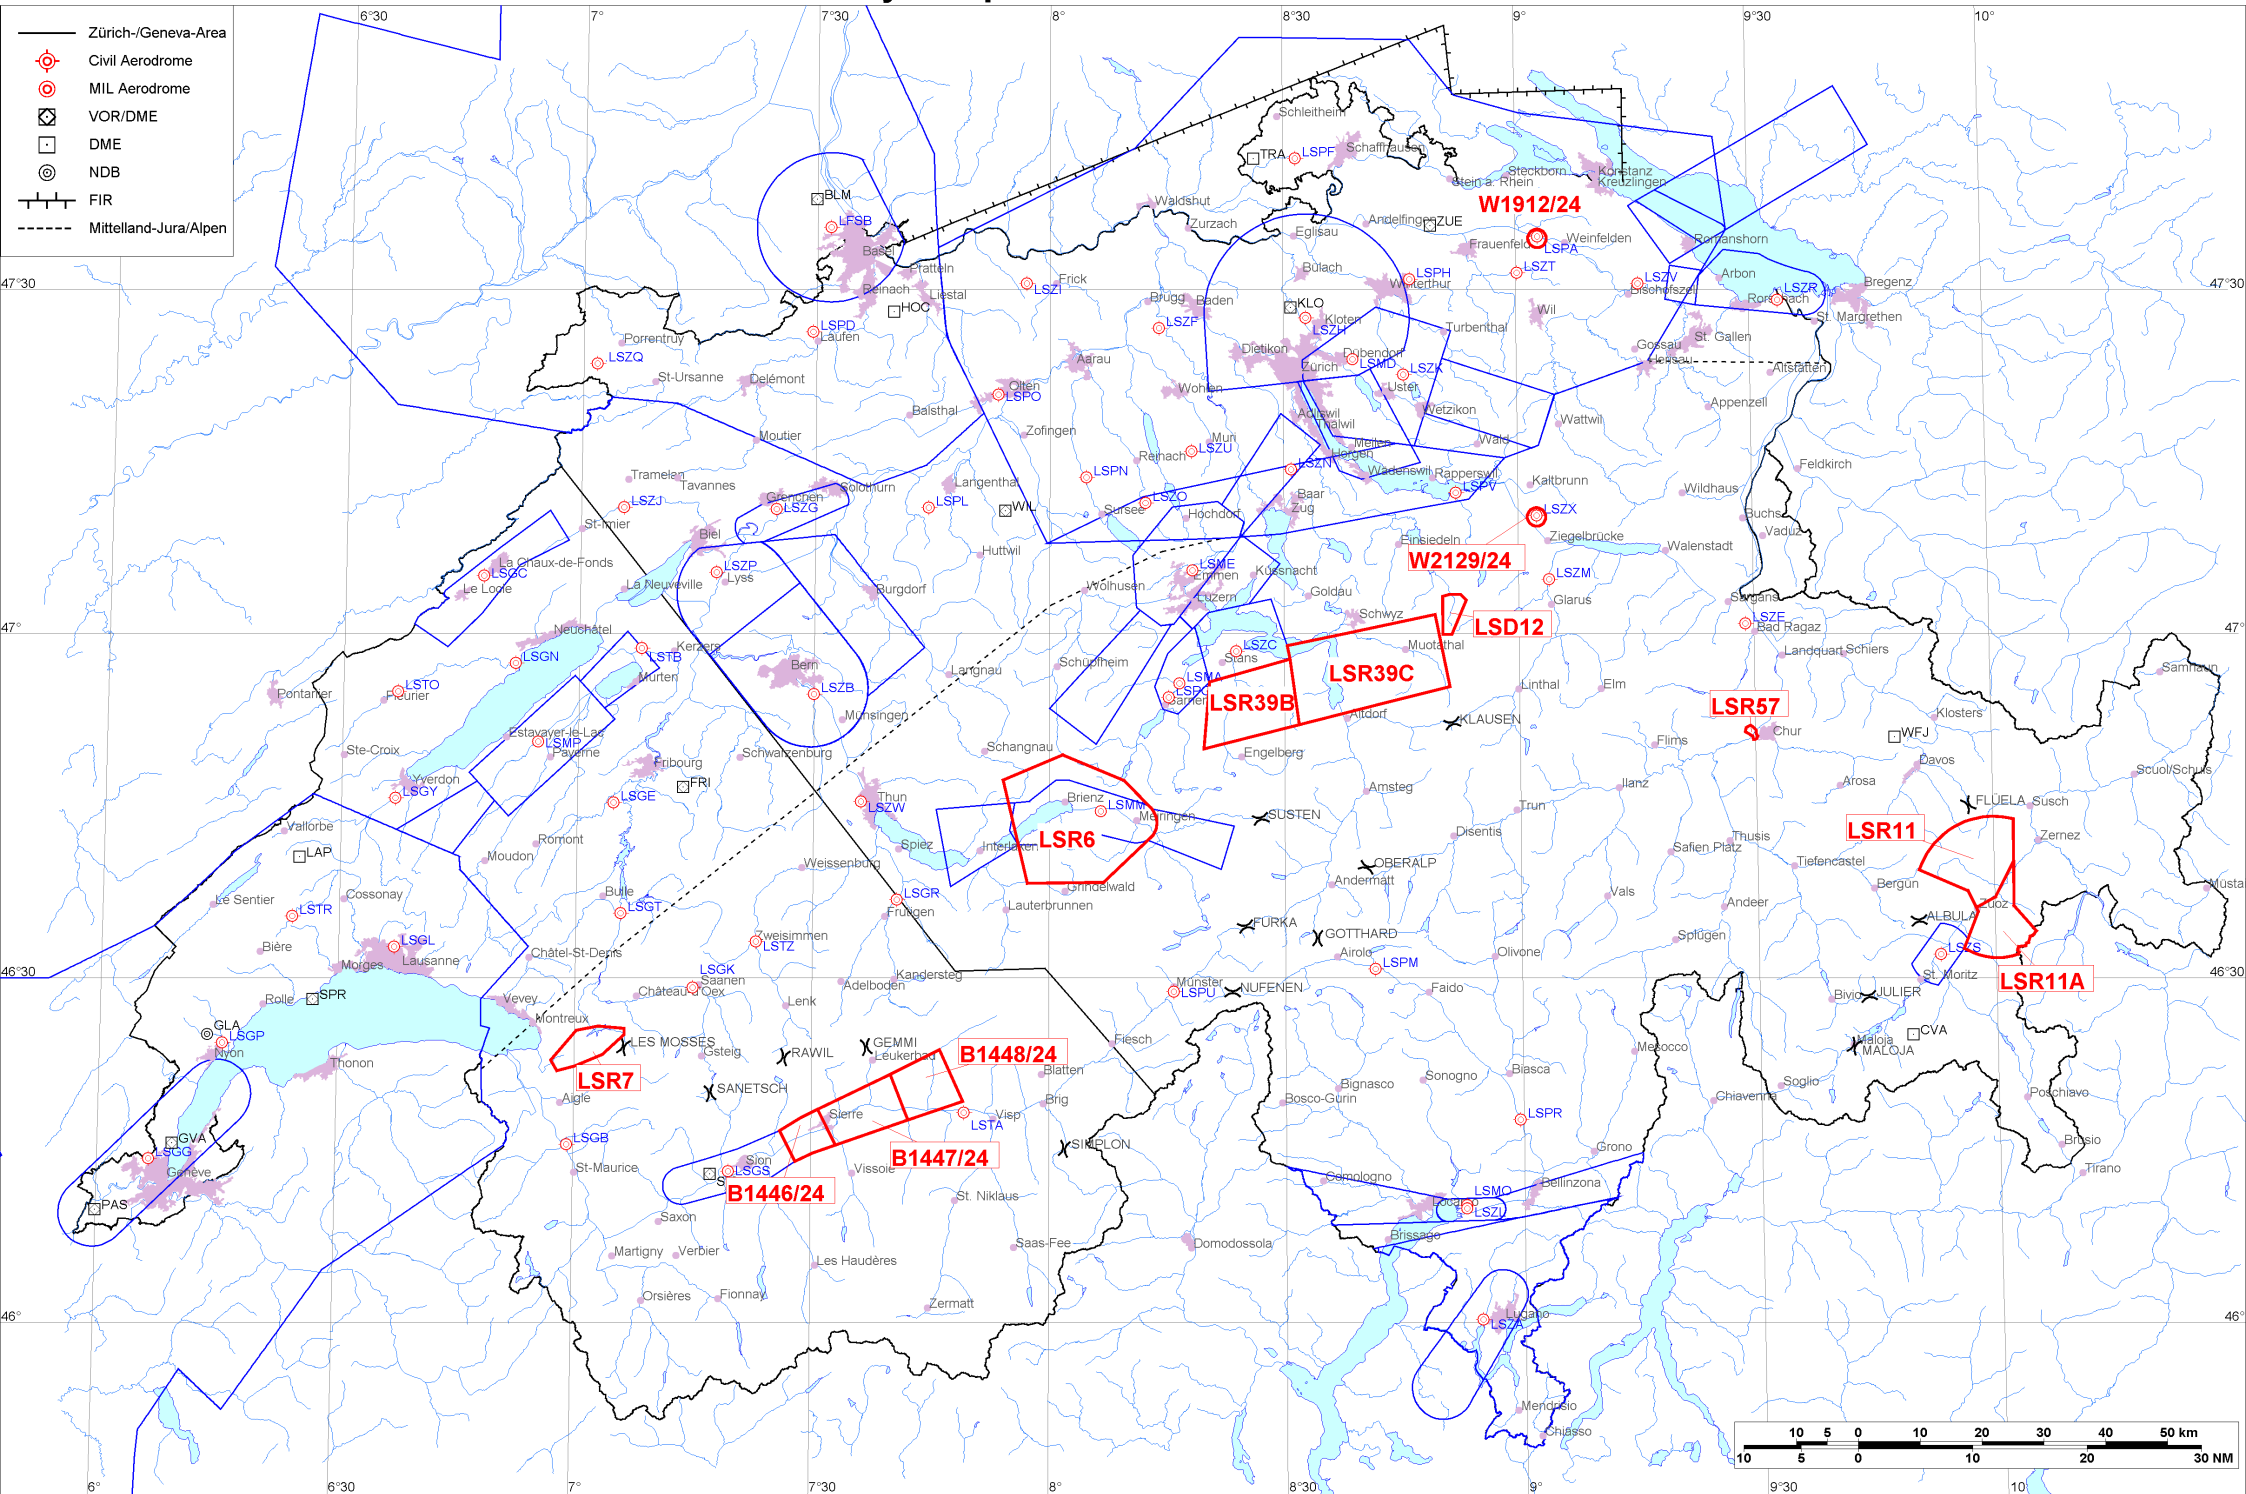 6°30
7°
7°30
8°
8°30
9°
9°30
10°
Zürich-/Geneva-Area
Civil Aerodrome
MIL Aerodrome
VOR/DME
DME
NDB
FIR
Mittelland-Jura/Alpen
Schleitheim
TRA
LSPF
Schaffhausen
Steckborn
Stein a. Rhein
Konstanz
Kreuzlingen
BLM
LFSB
Basel
Waldshut
Zurzach
Eglisau
Andelfingen
ZUE
W1912/24
LSPA
Weinfelden
Frauenfeld
Romanshorn
Pratteln
Reinach
Liestal
HOC
LSZI
Frick
Bülach
LSPH
Winterthur
LSZT
LSZV
Bischofszell
Arbon
LSZR
Rorschach
Bregenz
47°30
47°30
LSPD
Laufen
Brugg
Baden
LSZF
KLO
Kloten
LSZH
Turbenthal
Wil
St. Margrethen
St. Gallen
Gossau
Herisau
Altstätten
Porrentruy
LSZQ
St-Ursanne
Delémont
Aarau
Dietikon
Zürich
Dübendorf
LSMD
LSZK
Uster
Olten
LSPO
Wohlen
Balsthal
Zofingen
Adliswil
Thalwil
Wetzikon
Wattwil
Appenzell
Moutier
Muri
LSZU
Reinach
Meilen
Horgen
Wald
Feldkirch
Tramelan
Tavannes
Grenchen
Solothurn
LSZG
LSZJ
Langenthal
LSPL
WIL
LSPN
LSZN
Wädenswil
Rapperswil
LSPV
Kaltbrunn
Wildhaus
LSZO
Sursee
Hochdorf
Baar
Zug
LSZX
Buchs
Vaduz
St-Imier
Biel
Huttwil
Einsiedeln
Ziegelbrücke
Walenstadt
W2129/24
La Chaux-de-Fonds
LSGC
Le Locle
LSZP
Lyss
La Neuveville
Burgdorf
Wolhusen
LSME
Emmen
Küssnacht
Luzern
Goldau
LSZM
Glarus
Sargans
LSZE
Bad Ragaz
Schwyz
LSD12
47°
47°
Neuchâtel
LSGN
LSTB
Kerzers
Murten
Bern
LSZB
Langnau
Schüpfheim
LSZC
Stans
LSMA
Sarnen
LSR39B
LSR39C
Muotathal
Altdorf
Linthal
Elm
Landquart
Schiers
Samnaun
LSTO
Fleurier
Pontarlier
Ste-Croix
Estavayer-le-Lac
LSMP
Payerne
Münsingen
Schwarzenburg
Schangnau
Engelberg
KLAUSEN
Flims
LSR57
Chur
Klosters
WFJ
Davos
Arosa
Scuol/Schuls
Yverdon
LSGY
Fribourg
FRI
LSGE
Thun
LSZW
Brienz
LSMM
Meiringen
LSR6
Interlaken
Spiez
SUSTEN
Amsteg
Trun
Ilanz
FLÜELA
Susch
Vallorbe
LAP
Romont
Moudon
Weissenburg
Grindelwald
Lauterbrunnen
OBERALP
Andermatt
Disentis
Safien Platz
Thusis
Tiefencastel
LSR11
Zernez
Bergün
Le Sentier
Cossonay
LSTR
Bulle
LSGT
LSGR
Frutigen
FURKA
GOTTHARD
Airolo
Vals
Andeer
Zuoz
ALBULA
Bière
LSGL
Lausanne
Morges
Châtel-St-Denis
Zweisimmen
LSTZ
LSGK
Saanen
Château-d'Oex
Kandersteg
Adelboden
Lenk
Münster
LSPU
NUFENEN
LSPM
Olivone
Faido
Splügen
LSZS
St. Moritz
Bivio
JULIER
LSR11A
46°30
46°30
Rolle
SPR
Vevey
Montreux
GLA
LSGP
Nyon
Thonon
LES MOSSES
LSR7
Gsteig
RAWIL
GEMMI
Leukerbad
B1448/24
Fiesch
Blatten
Brig
Mesocco
Biasca
CVA
Maloja
MALOJA
Soglio
Poschiavo
Chiavenna
Aigle
SANETSCH
Sierre
LSTA
Visp
Bignasco
Sonogno
Bosco-Gurin
LSPR
GVA
LSGG
Genève
PAS
LSGB
St-Maurice
Sion
LSGS
B1446/24
B1447/24
Vissoie
St. Niklaus
SIMPLON
Grono
Brusio
Tirano
Comologno
LSMO
LSZL
Bellinzona
Brissago
Saxon
Martigny
Verbier
Les Haudères
Saas-Fee
Domodossola
Orsières
Fionnay
Zermatt
46°
46°
Lugano
LSZA
Mendrisio
Chiasso
10 5 0 10 20 30 40 50 km
10 5 0 10 20 30 NM
6°
6°30
7°
7°30
8°
8°30
9°
9°30
10°